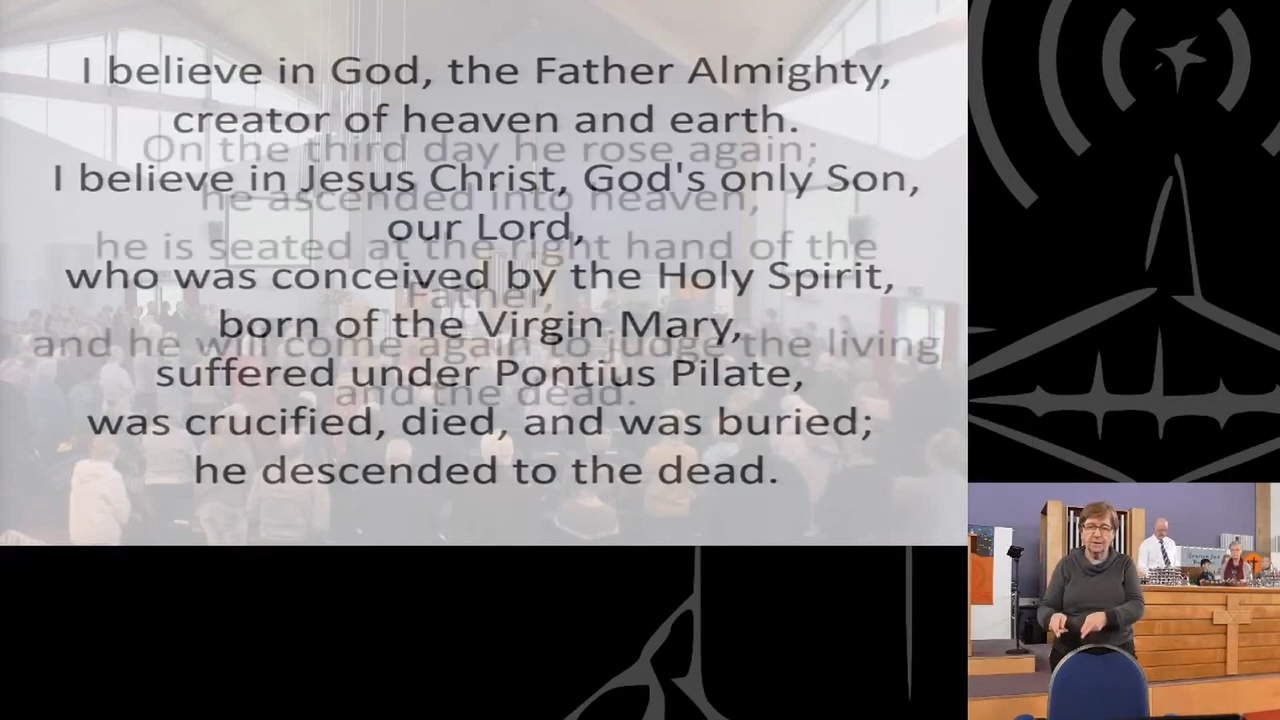 I believe in God, the Father Almighty,
creator of heaven and earth.
I believe in Jesus Christ, God's only Son,
our Lord,
who was conceived by the Holy Spirit,
born of the Virgin Mary,
suffered under Pontius Pilate,
was crucified, died, and was buried;
he descended to the dead.
On the third day he rose again;
he ascended into heaven,
he is seated at the right hand of the
Father,
and he will come again to judge the living
and the dead.